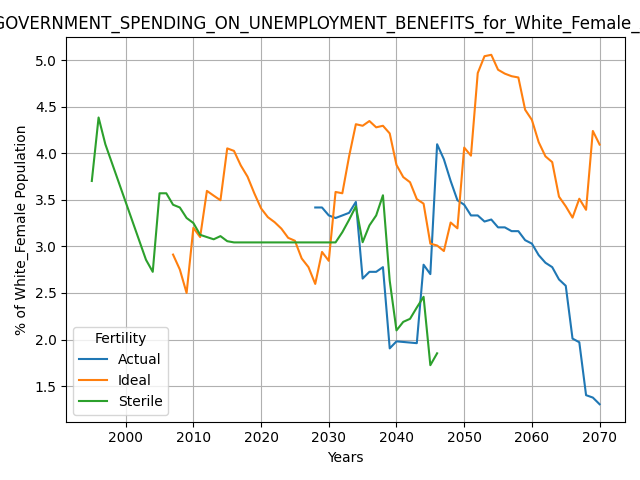 GOVERNMENT_SPENDING_ON_UNEMPLOYMENT_BENEFITS_for_White_Female_
% of White_Female Population
5.0
4.5
4.0
3.5
3.0
2.5
2.0
1.5
Fertility
Actual
Ideal
Sterile
2000 2010 2020 2030 2040 2050 2060 2070
Years